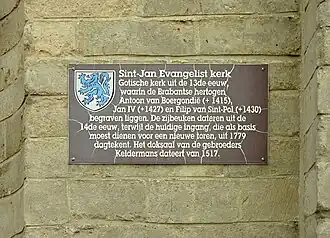 Sint-Jan Evangelist kerk
Gotische kerk uit de 13de eeuw,
waarin de Brabantse hertogen
Antoon van Boergondië (+ 1415),
Jan IV (+1427) en Filip van Sint-Pol (+1430)
begraven liggen. De zijbeuken dateren uit de
14de eeuw, terwijl de huidige ingang, die als basis
moest dienen voor een nieuwe toren, uit 1779
dagtekent. Het doksaal van de gebroeders
Keldermans dateert van 1517.